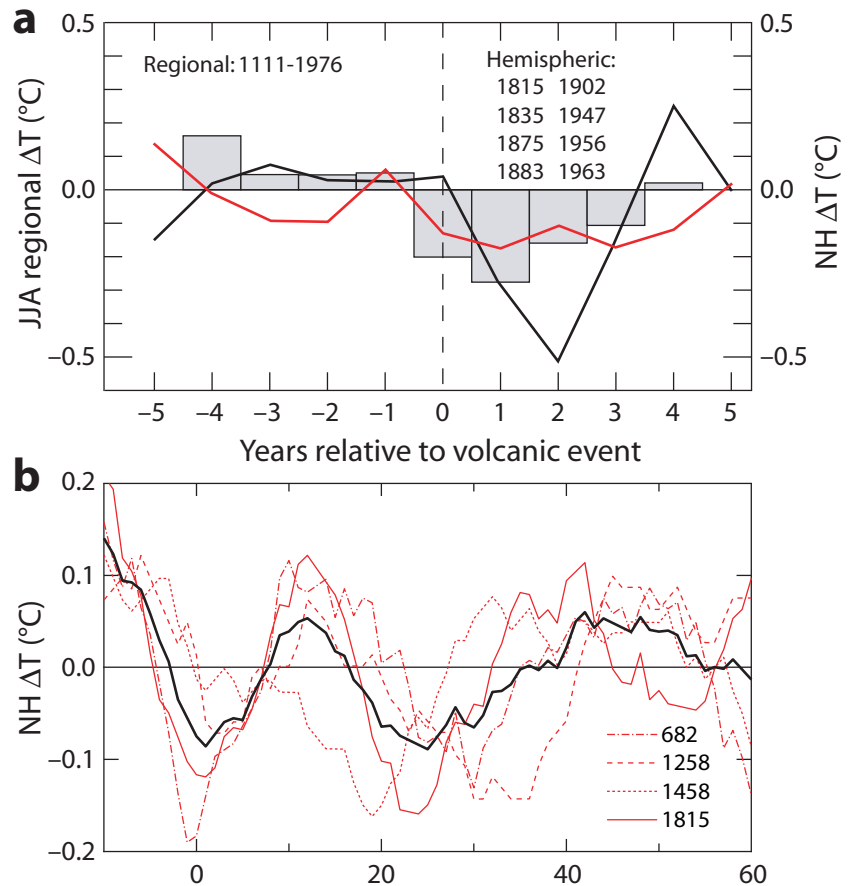 a
0.5
0.5
Regional: 1111-1976
Hemispheric:
1815 1902
1835 1947
1875 1956
1883 1963
JJA regional ΔT (°C)
NH ΔT (°C)
0.0
0.0
−0.5
−0.5
−5 −4 −3 −2 −1 0 1 2 3 4 5
Years relative to volcanic event
b
0.2
0.1
NH ΔT (°C)
0.0
−0.1
682
1258
1458
1815
−0.2
0 20 40 60